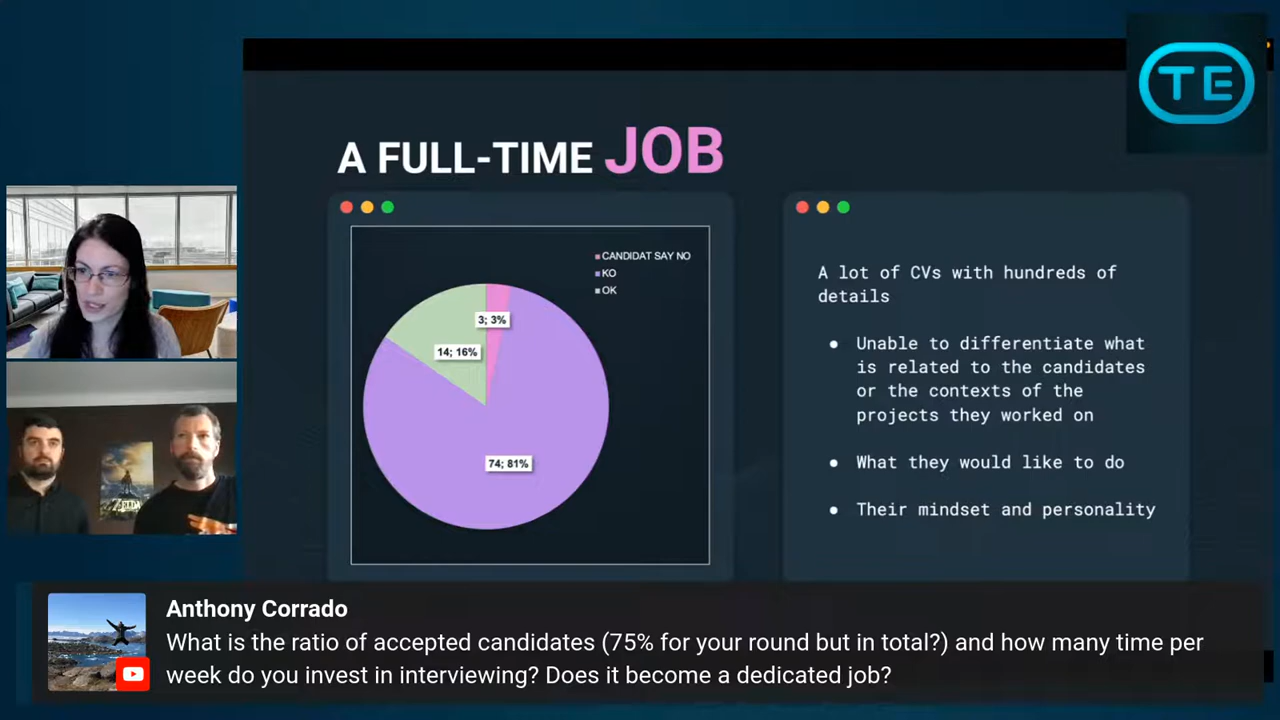 TE
A FULL-TIME JOB
CANDIDAT SAY NO
KO
OK
3; 3%
14; 16%
74; 81%
A lot of CVs with hundreds of
details
● Unable to differentiate what
is related to the candidates
or the contexts of the
projects they worked on
● What they would like to do
● Their mindset and personality
ZELDA
Anthony Corrado
What is the ratio of accepted candidates (75% for your round but in total?) and how many time per
week do you invest in interviewing? Does it become a dedicated job?